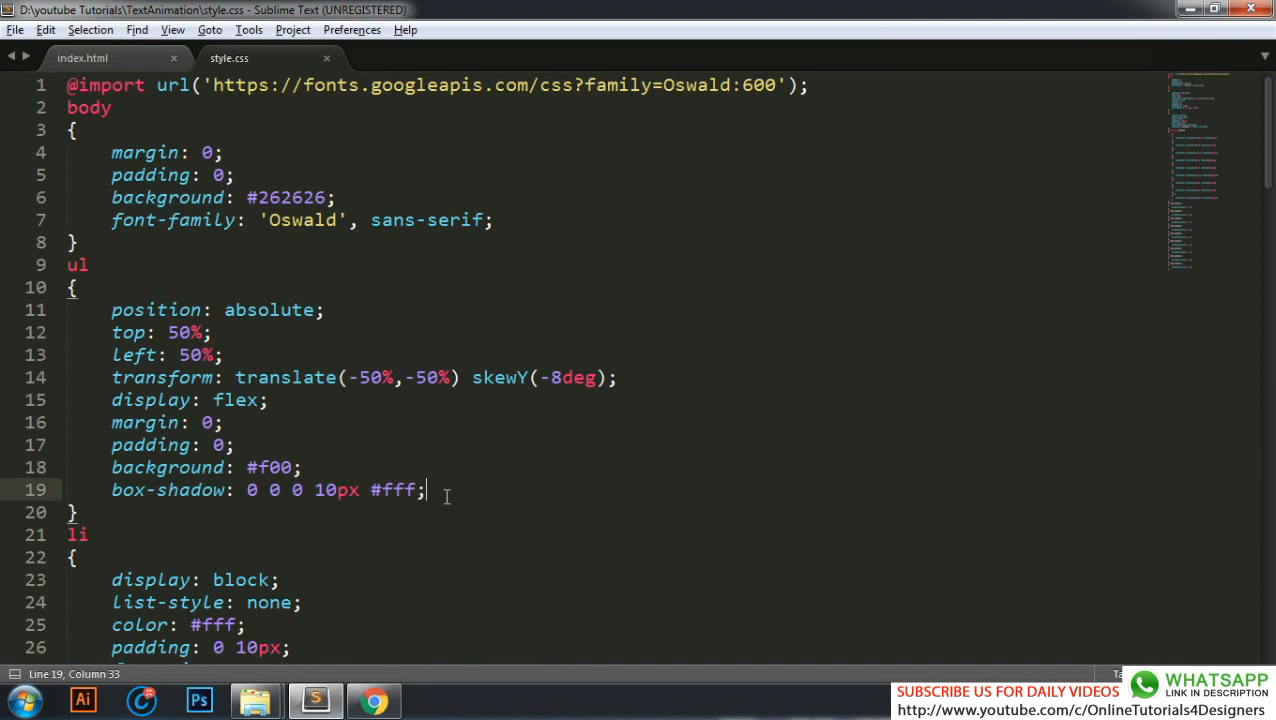 D:\youtube Tutorials\TextAnimation\style.css - Sublime Text (UNREGISTERED)
File Edit Selection Find View Goto Tools Project Preferences Help
index.html × style.css ×
1 @import url('https://fonts.googleapis.com/css?family=Oswald:600');
2 body
3 {
4 margin: 0;
5 padding: 0;
6 background: #262626;
7 font-family: 'Oswald', sans-serif;
8 }
9 ul
10 {
11 position: absolute;
12 top: 50%;
13 left: 50%;
14 transform: translate(-50%,-50%) skewY(-8deg);
15 display: flex;
16 margin: 0;
17 padding: 0;
18 background: #f00;
19 box-shadow: 0 0 0 10px #fff;
20 }
21 li
22 {
23 display: block;
24 list-style: none;
25 color: #fff;
26 padding: 0 10px;
Line 19, Column 33
Ai Ps S
SUBSCRIBE US FOR DAILY VIDEOS
http://www.youtube.com/c/OnlineTutorials4Designers
WHATSAPP
LINK IN DESCRIPTION